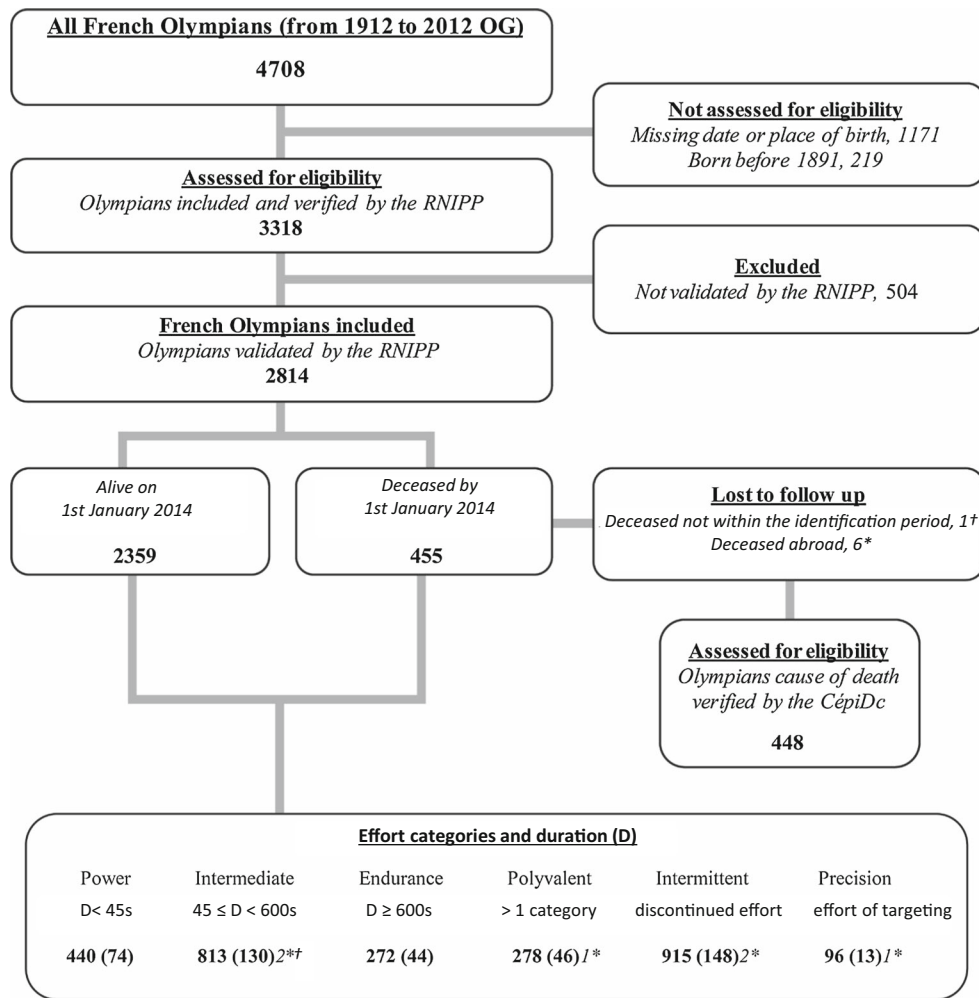 All French Olympians (from 1912 to 2012 OG)
4708
Not assessed for eligibility
Missing date or place of birth, 1171
Born before 1891, 219
Assessed for eligibility
Olympians included and verified by the RNIPP
3318
Excluded
Not validated by the RNIPP, 504
French Olympians included
Olympians validated by the RNIPP
2814
Alive on
1st January 2014
2359
Deceased by
1st January 2014
455
Lost to follow up
Deceased not within the identification period, 1†
Deceased abroad, 6*
Assessed for eligibility
Olympians cause of death
verified by the CépiDc
448
Effort categories and duration (D)
Power Intermediate Endurance Polyvalent Intermittent Precision
D< 45s 45 ≤ D < 600s D ≥ 600s > 1 category discontinued effort effort of targeting
440 (74) 813 (130)2*† 272 (44) 278 (46)1* 915 (148)2* 96 (13)1*